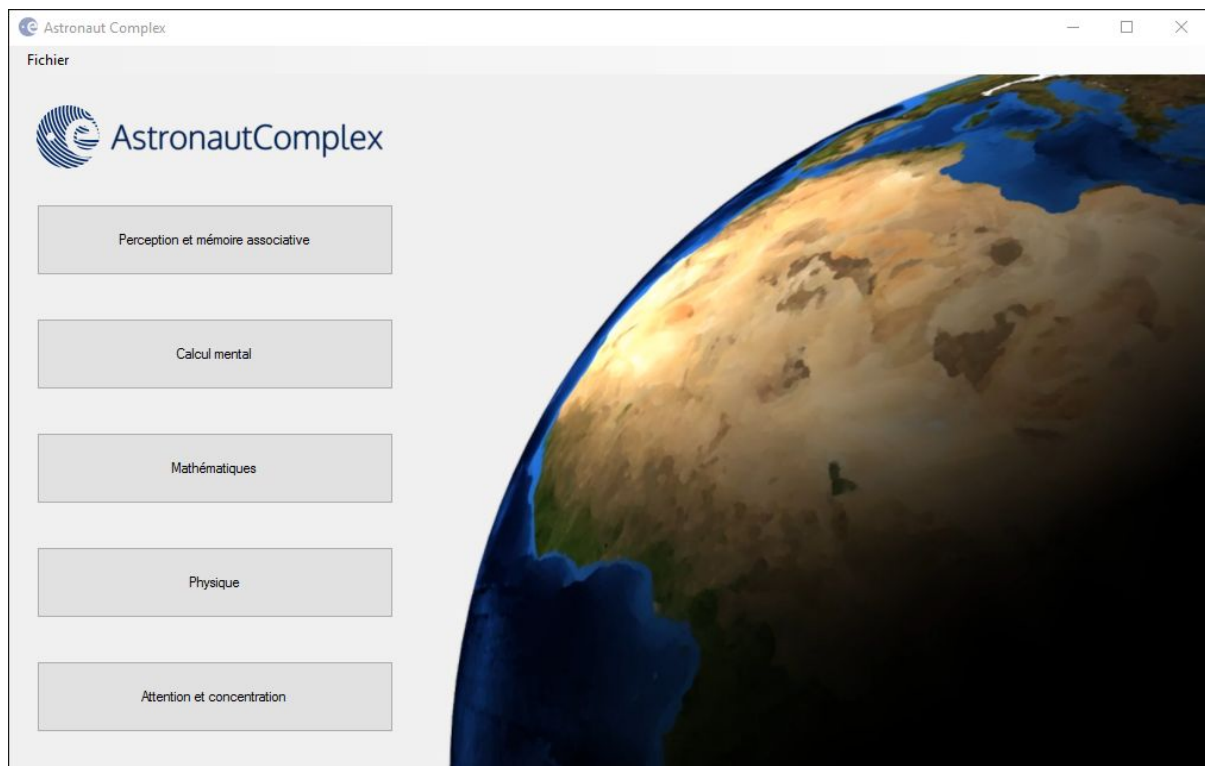 Astronaut Complex
Fichier
AstronautComplex
Perception et mémoire associative
Calcul mental
Mathématiques
Physique
Attention et concentration